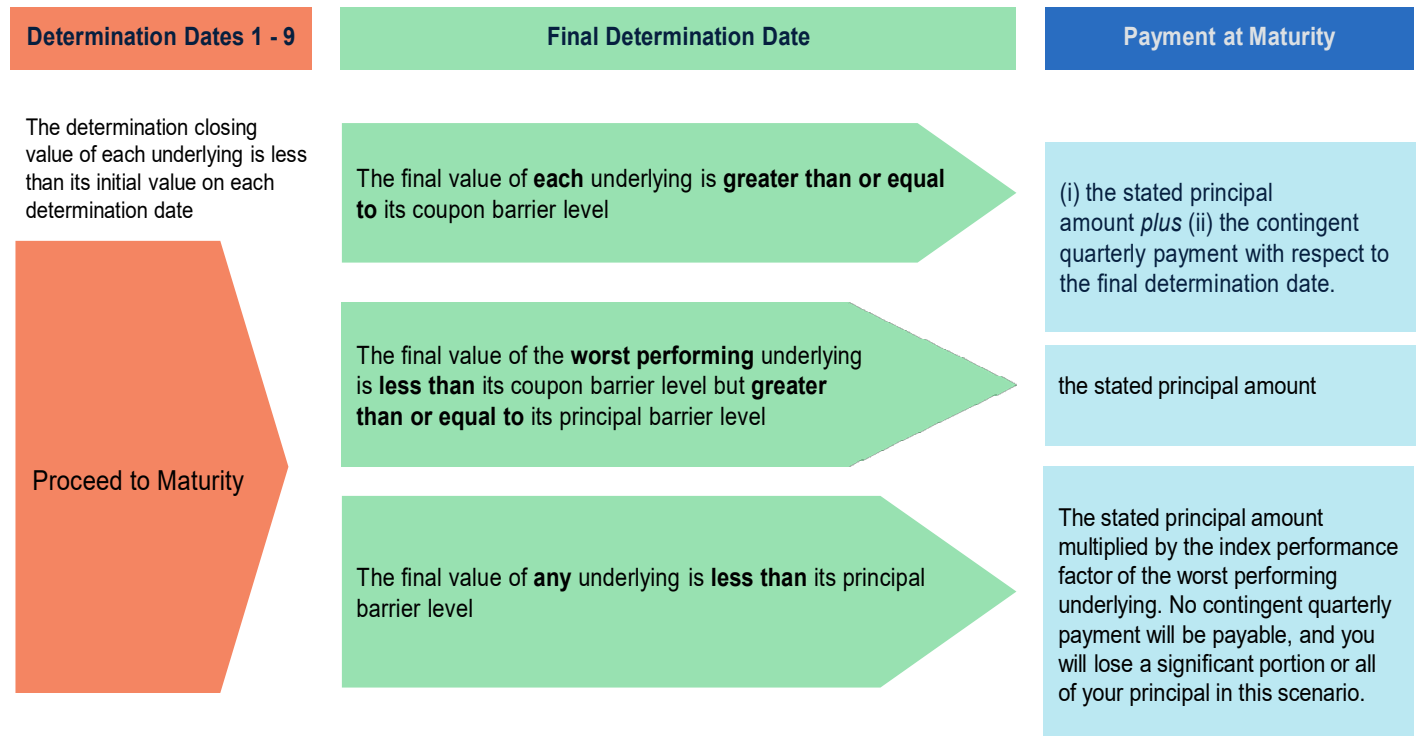 Determination Dates 1 - 9
Final Determination Date
Payment at Maturity
The determination closing
value of each underlying is less
than its initial value on each
determination date
Proceed to Maturity
The final value of each underlying is greater than or equal
to its coupon barrier level
(i) the stated principal
amount plus (ii) the contingent
quarterly payment with respect to
the final determination date.
The final value of the worst performing underlying
is less than its coupon barrier level but greater
than or equal to its principal barrier level
the stated principal amount
The final value of any underlying is less than its principal
barrier level
The stated principal amount
multiplied by the index performance
factor of the worst performing
underlying. No contingent quarterly
payment will be payable, and you
will lose a significant portion or all
of your principal in this scenario.